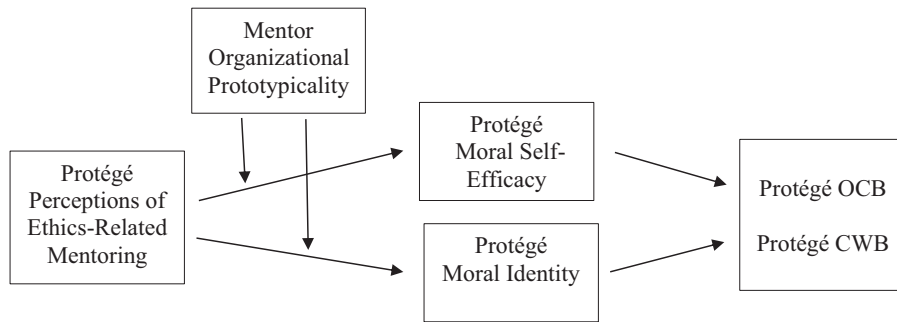 Mentor
Organizational
Prototypicality
Protégé
Moral Self-
Efficacy
Protégé
Perceptions of
Ethics-Related
Mentoring
Protégé
Moral Identity
Protégé OCB
Protégé CWB